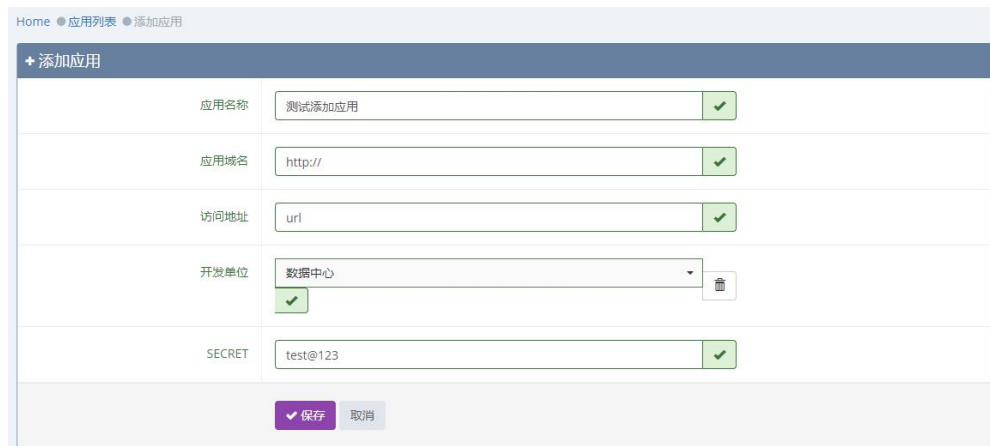 Home 应用列表 添加应用
添加应用
应用名称 测试添加应用
应用域名 http://
访问地址 url
开发单位 数据中心
SECRET test@123
保存 取消